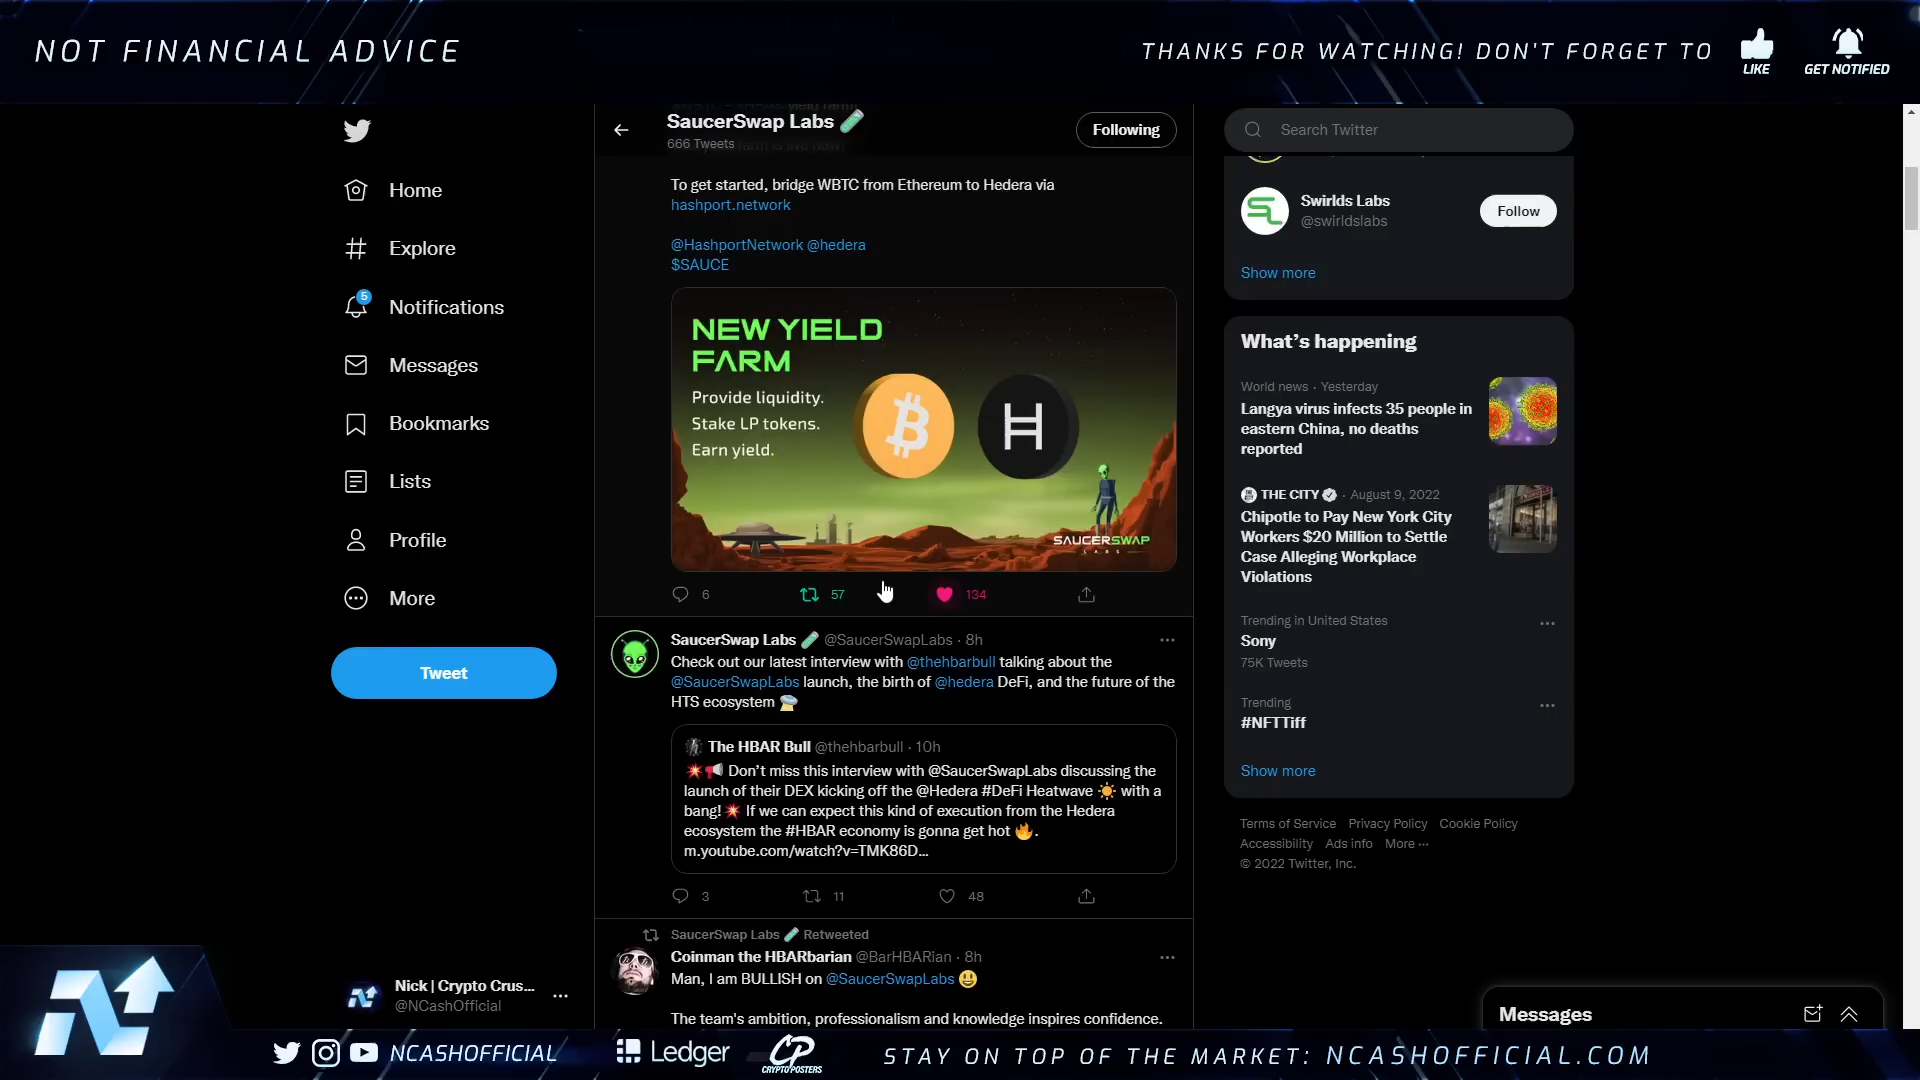 NOT FINANCIAL ADVICE
THANKS FOR WATCHING! DON'T FORGET TO
LIKE
GET NOTIFIED
Home
Explore
5
Notifications
Messages
Bookmarks
Lists
Profile
More
Tweet
Nick | Crypto Crus...
@NCashOfficial
SaucerSwap Labs
666 Tweets
Following
To get started, bridge WBTC from Ethereum to Hedera via
hashport.network
@HashportNetwork @hedera
$SAUCE
NEW YIELD
FARM
Provide liquidity.
Stake LP tokens.
Earn yield.
SAUCERSWAP
LABS
6
57
134
SaucerSwap Labs @SaucerSwapLabs · 8h
Check out our latest interview with @thehbarbull talking about the
@SaucerSwapLabs launch, the birth of @hedera DeFi, and the future of the
HTS ecosystem
The HBAR Bull @thehbarbull · 10h
Don't miss this interview with @SaucerSwapLabs discussing the
launch of their DEX kicking off the @Hedera #DeFi Heatwave with a
bang! If we can expect this kind of execution from the Hedera
ecosystem the #HBAR economy is gonna get hot .
m.youtube.com/watch?v=TMK86D...
3
11
48
SaucerSwap Labs Retweeted
Coinman the HBARbarian @BarHBARian · 8h
Man, I am BULLISH on @SaucerSwapLabs
The team's ambition, professionalism and knowledge inspires confidence.
Search Twitter
Swirlds Labs
@swirldslabs
Follow
Show more
What's happening
World news · Yesterday
Langya virus infects 35 people in
eastern China, no deaths
reported
THE CITY · August 9, 2022
Chipotle to Pay New York City
Workers $20 Million to Settle
Case Alleging Workplace
Violations
Trending in United States
Sony
75K Tweets
Trending
#NFTTiff
Show more
Terms of Service Privacy Policy Cookie Policy
Accessibility Ads info More ···
© 2022 Twitter, Inc.
Messages
NCASHOFFICIAL
Ledger
CP
CRYPTOPOSTERS
STAY ON TOP OF THE MARKET: NCASHOFFICIAL.COM